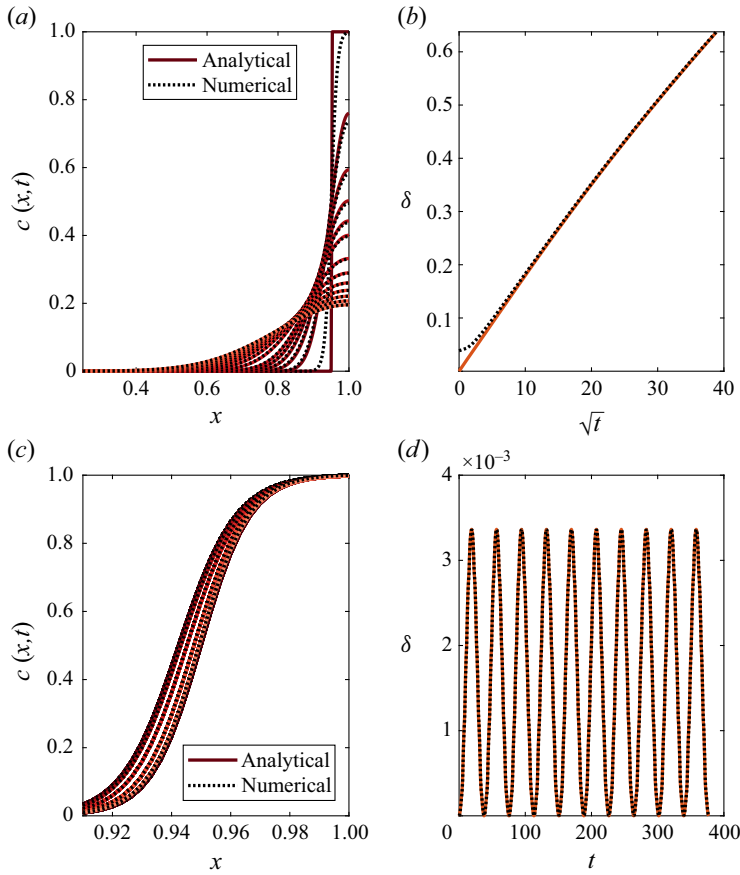 (a)
1.0
0.8
0.6
0.4
0.2
0
c (x,t)
Analytical
Numerical
0.4
0.6
0.8
1.0
x
(b)
0.6
0.5
0.4
0.3
0.2
0.1
δ
0
10
20
30
40
√t
(c)
1.0
0.8
0.6
0.4
0.2
0
c (x,t)
Analytical
Numerical
0.92
0.94
0.96
0.98
1.00
x
(d)
×10⁻³
4
3
2
1
0
δ
0
100
200
300
400
t